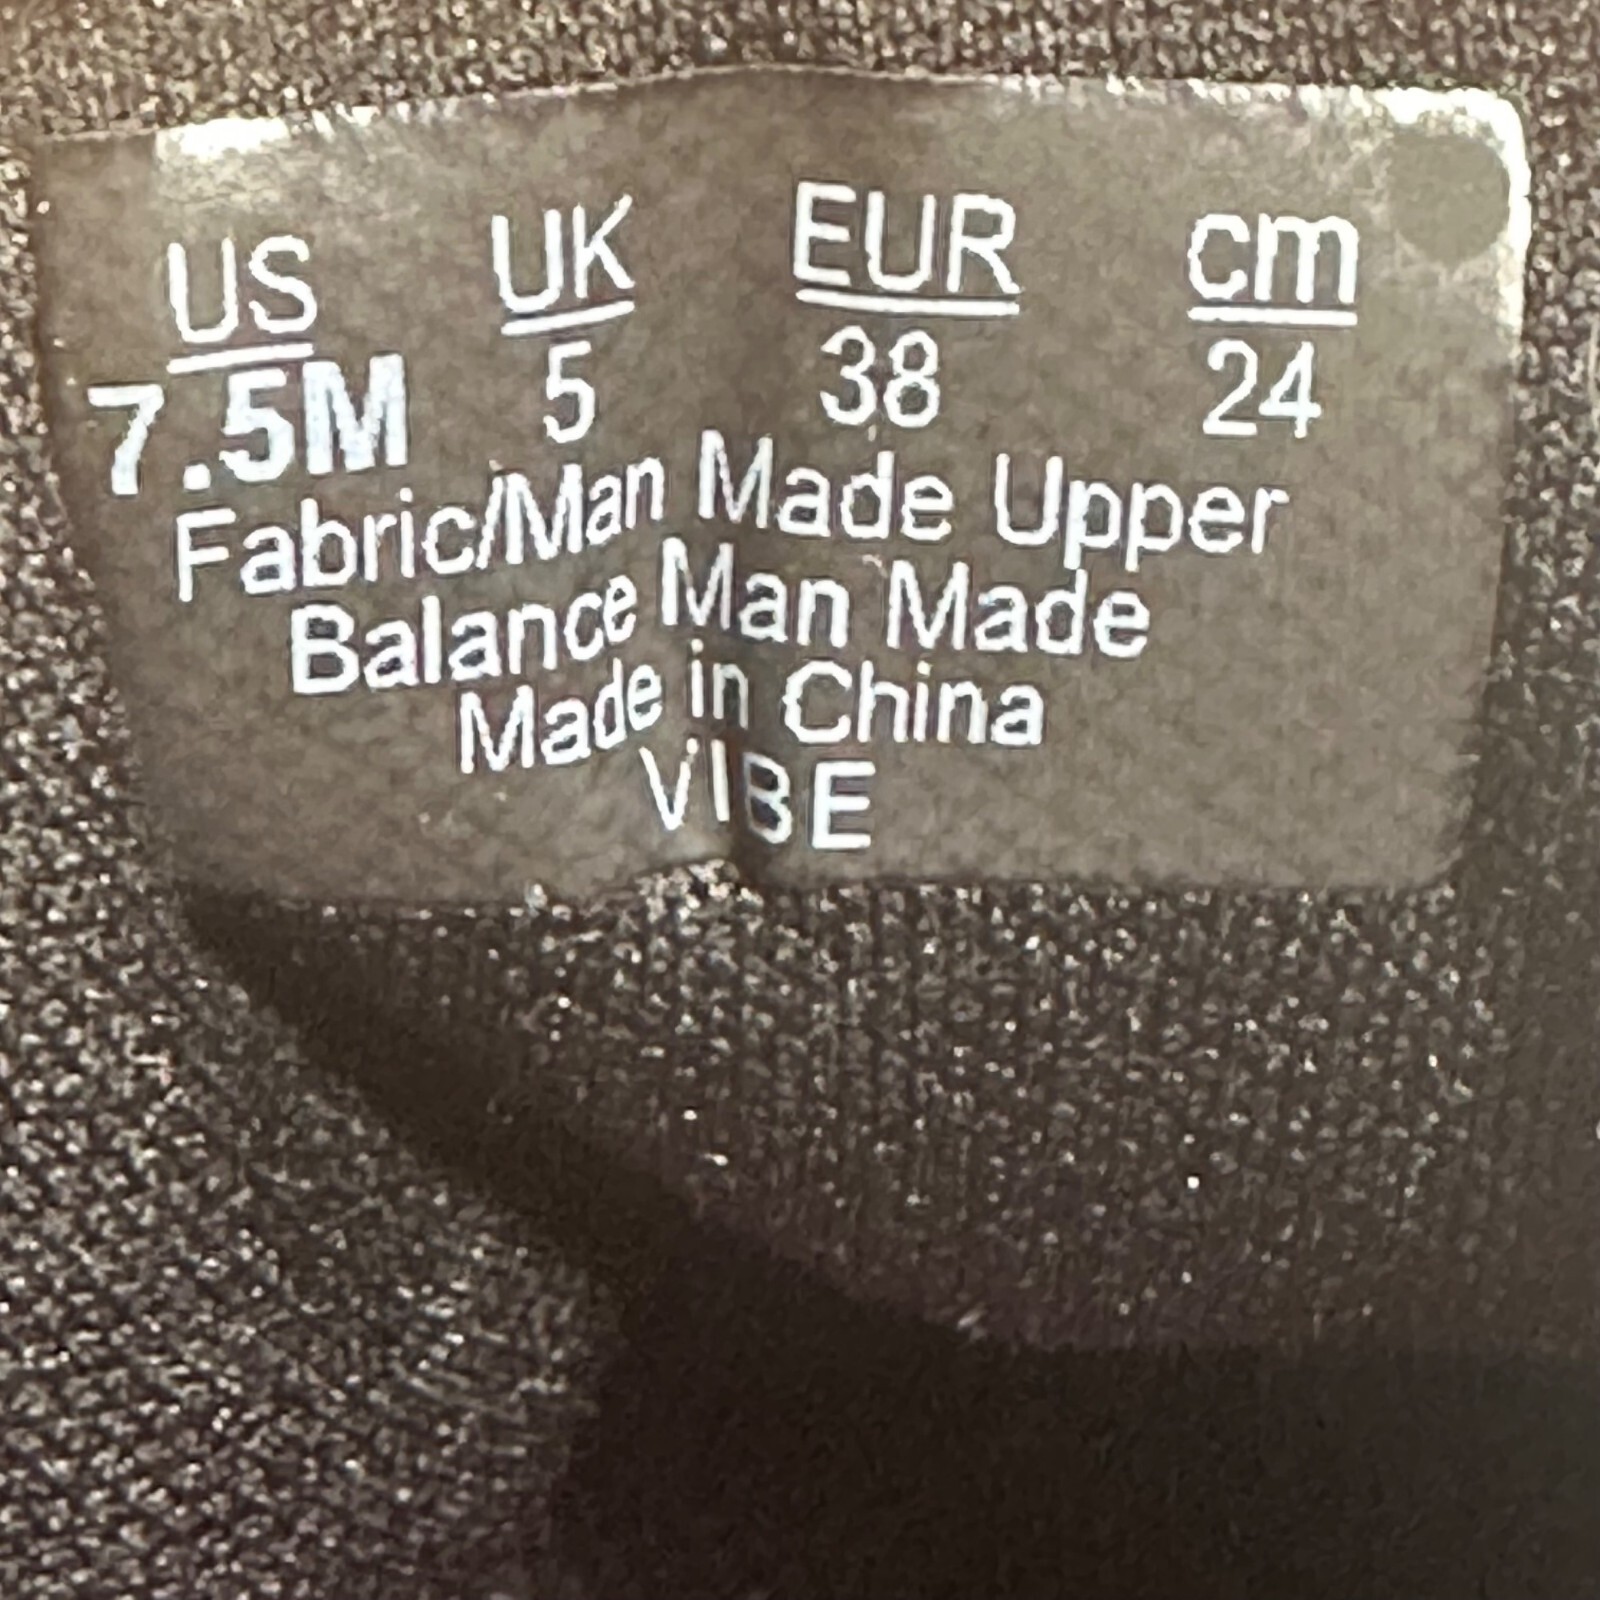 US UK EUR cm
7.5M 5 38 24
Fabric/Man Made Upper
Balance Man Made
Made in China
VIBE